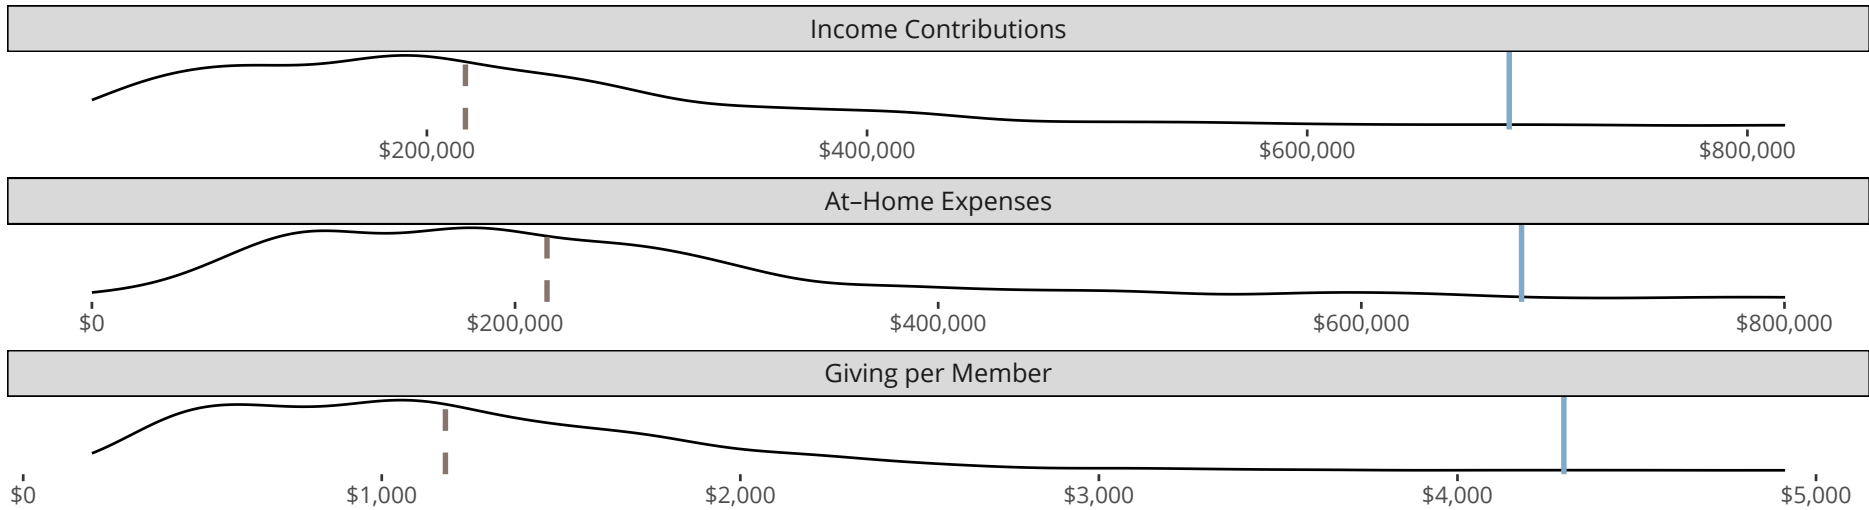 Income Contributions
$200,000 $400,000 $600,000 $800,000
At–Home Expenses
$0 $200,000 $400,000 $600,000 $800,000
Giving per Member
$0 $1,000 $2,000 $3,000 $4,000 $5,000